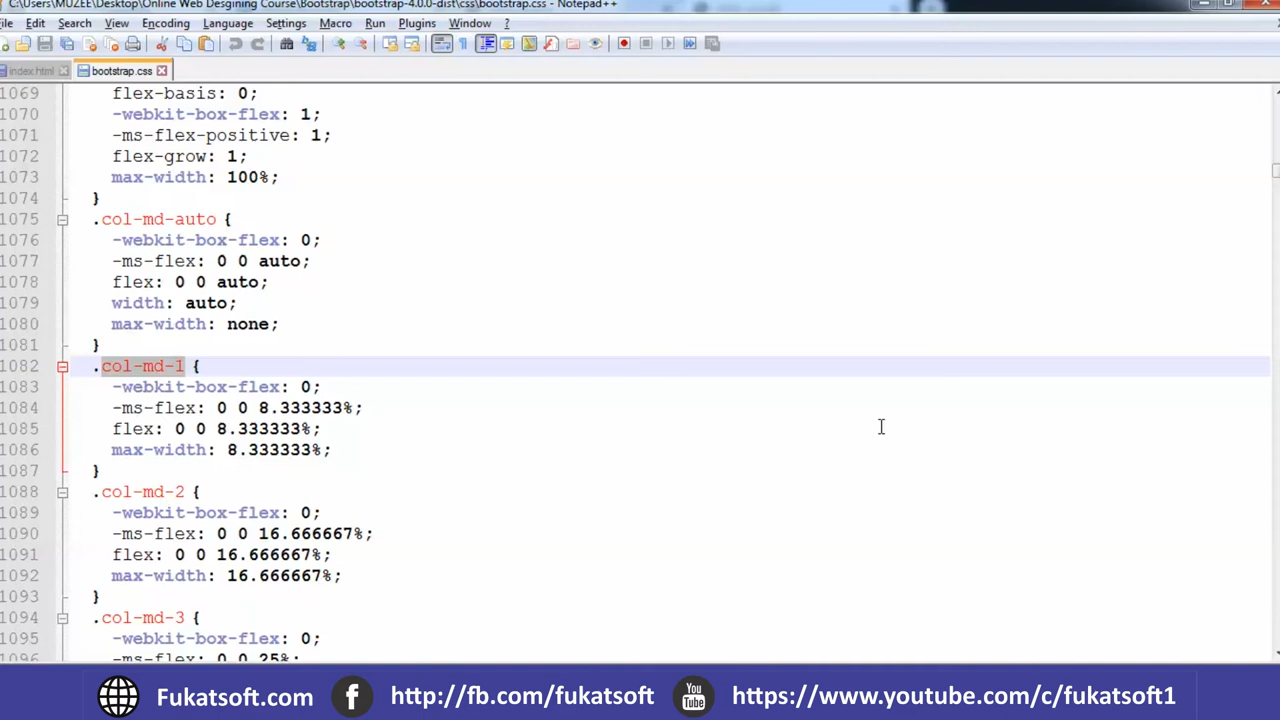 C:\Users\MUZEE\Desktop\Online Web Desgining Course\Bootstrap\bootstrap-4.0.0-dist\css\bootstrap.css - Notepad++
Edit Search View Encoding Language Settings Macro Run Plugins Window ?
index.html bootstrap.css
1069 flex-basis: 0;
1070 -webkit-box-flex: 1;
1071 -ms-flex-positive: 1;
1072 flex-grow: 1;
1073 max-width: 100%;
1074 }
1075 .col-md-auto {
1076 -webkit-box-flex: 0;
1077 -ms-flex: 0 0 auto;
1078 flex: 0 0 auto;
1079 width: auto;
1080 max-width: none;
1081 }
1082 .col-md-1 {
1083 -webkit-box-flex: 0;
1084 -ms-flex: 0 0 8.333333%;
1085 flex: 0 0 8.333333%;
1086 max-width: 8.333333%;
1087 }
1088 .col-md-2 {
1089 -webkit-box-flex: 0;
1090 -ms-flex: 0 0 16.666667%;
1091 flex: 0 0 16.666667%;
1092 max-width: 16.666667%;
1093 }
1094 .col-md-3 {
1095 -webkit-box-flex: 0;
1096 -ms-flex: 0 0 25%;
Fukatsoft.com f http://fb.com/fukatsoft You Tube https://www.youtube.com/c/fukatsoft1